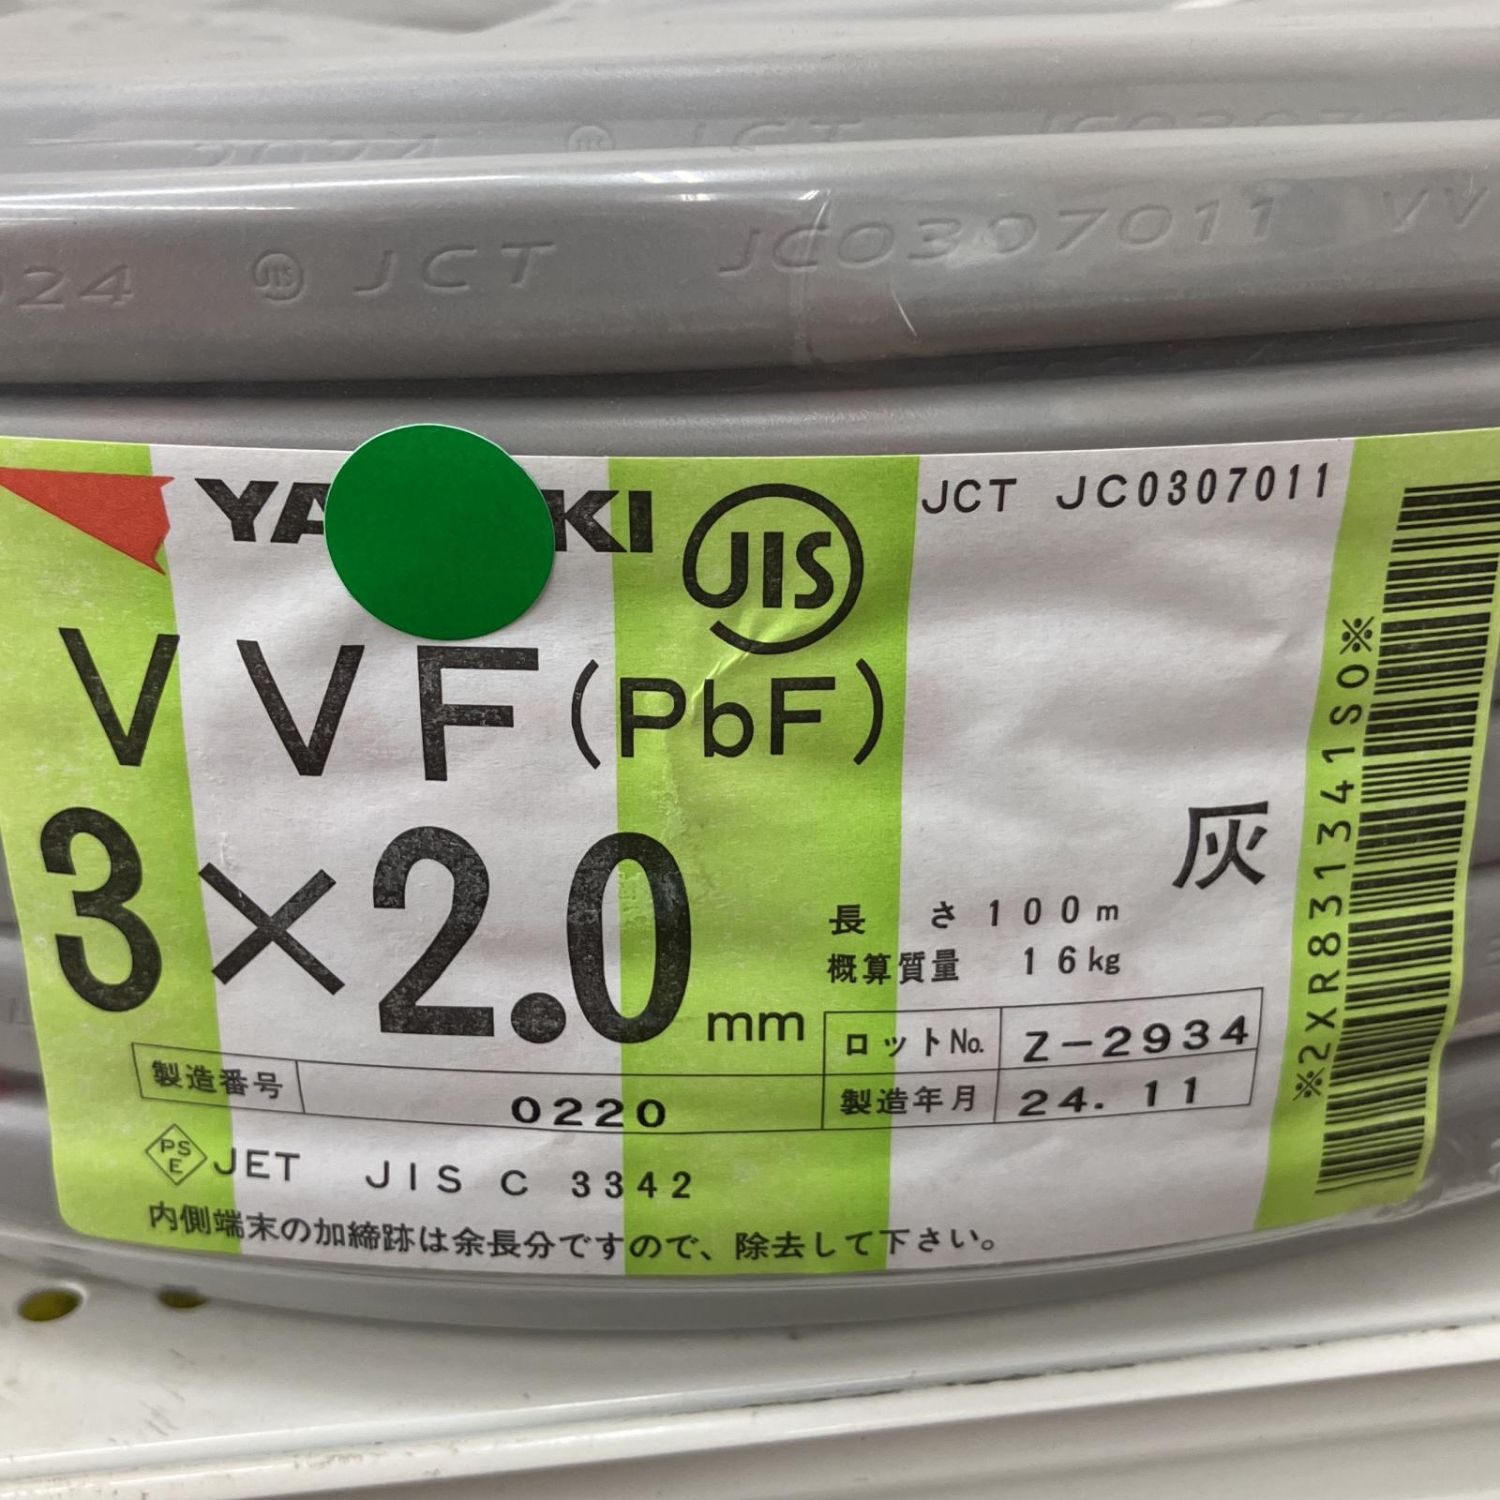 JCT JC03070
024 JIS JCT JC0307011 VV
JIS
JCT JC0307011
VVF(PbF)
3×2.0mm
灰
長さ 100m
概算質量 16kg
ロットNo. Z-2934
製造番号 0220
製造年月 24.11
PSE JET JIS C 3342
内側端末の加締跡は余長分ですので、除去して下さい。
※2XR831341S0※